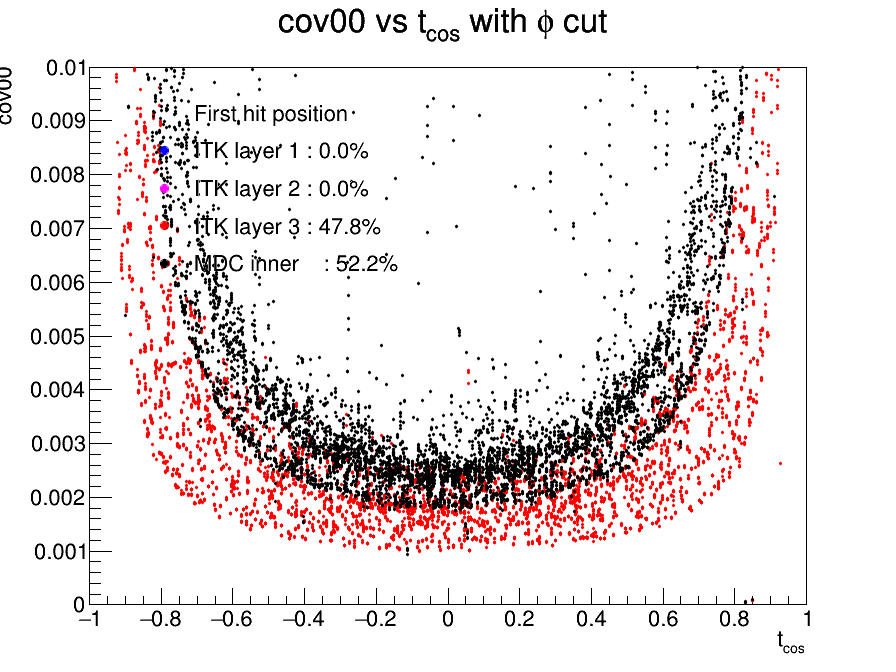 cov00 vs t_cos with ϕ cut
cov00
0.01
0.009
0.008
0.007
0.006
0.005
0.004
0.003
0.002
0.001
0
First hit position
ITK layer 1 : 0.0%
ITK layer 2 : 0.0%
ITK layer 3 : 47.8%
MDC inner : 52.2%
−1 −0.8 −0.6 −0.4 −0.2 0 0.2 0.4 0.6 0.8 1
t_cos